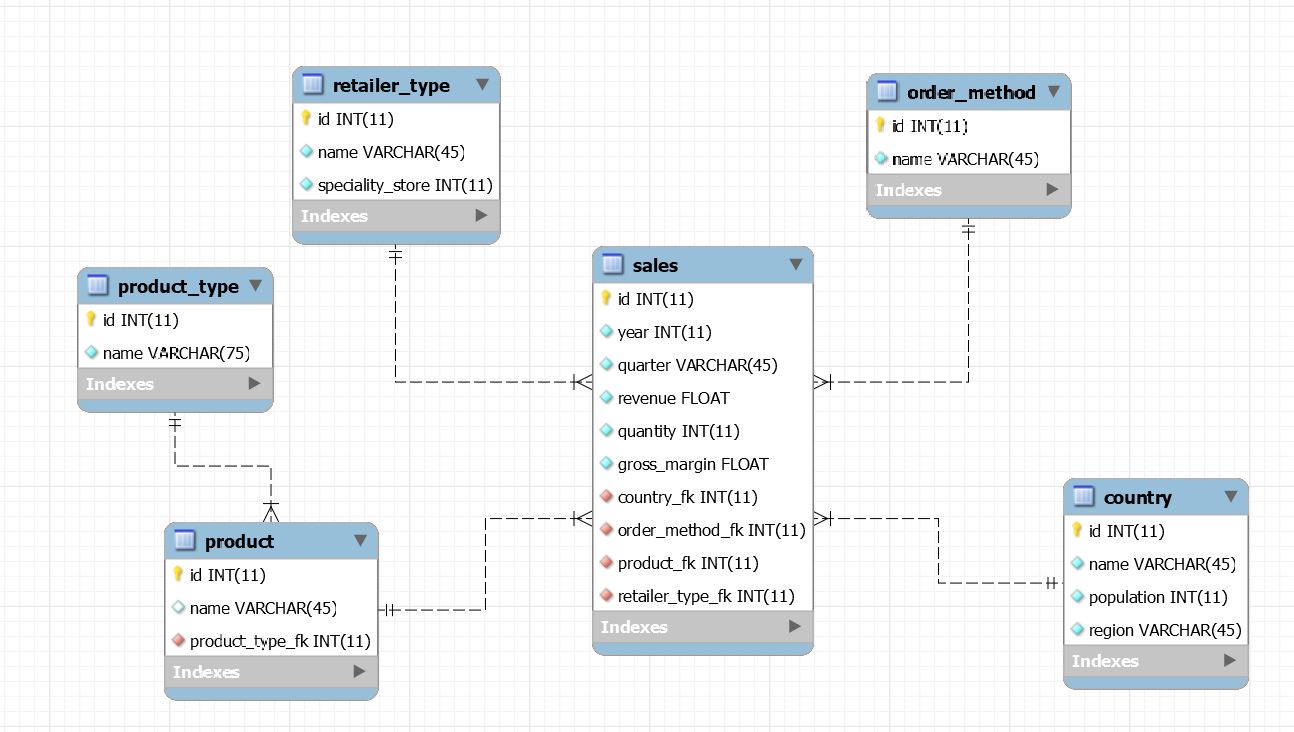 retailer_type
id INT(11)
name VARCHAR(45)
speciality_store INT(11)
Indexes
order_method
id INT(11)
name VARCHAR(45)
Indexes
product_type
id INT(11)
name VARCHAR(75)
Indexes
sales
id INT(11)
year INT(11)
quarter VARCHAR(45)
revenue FLOAT
quantity INT(11)
gross_margin FLOAT
country_fk INT(11)
order_method_fk INT(11)
product_fk INT(11)
retailer_type_fk INT(11)
Indexes
product
id INT(11)
name VARCHAR(45)
product_type_fk INT(11)
Indexes
country
id INT(11)
name VARCHAR(45)
population INT(11)
region VARCHAR(45)
Indexes